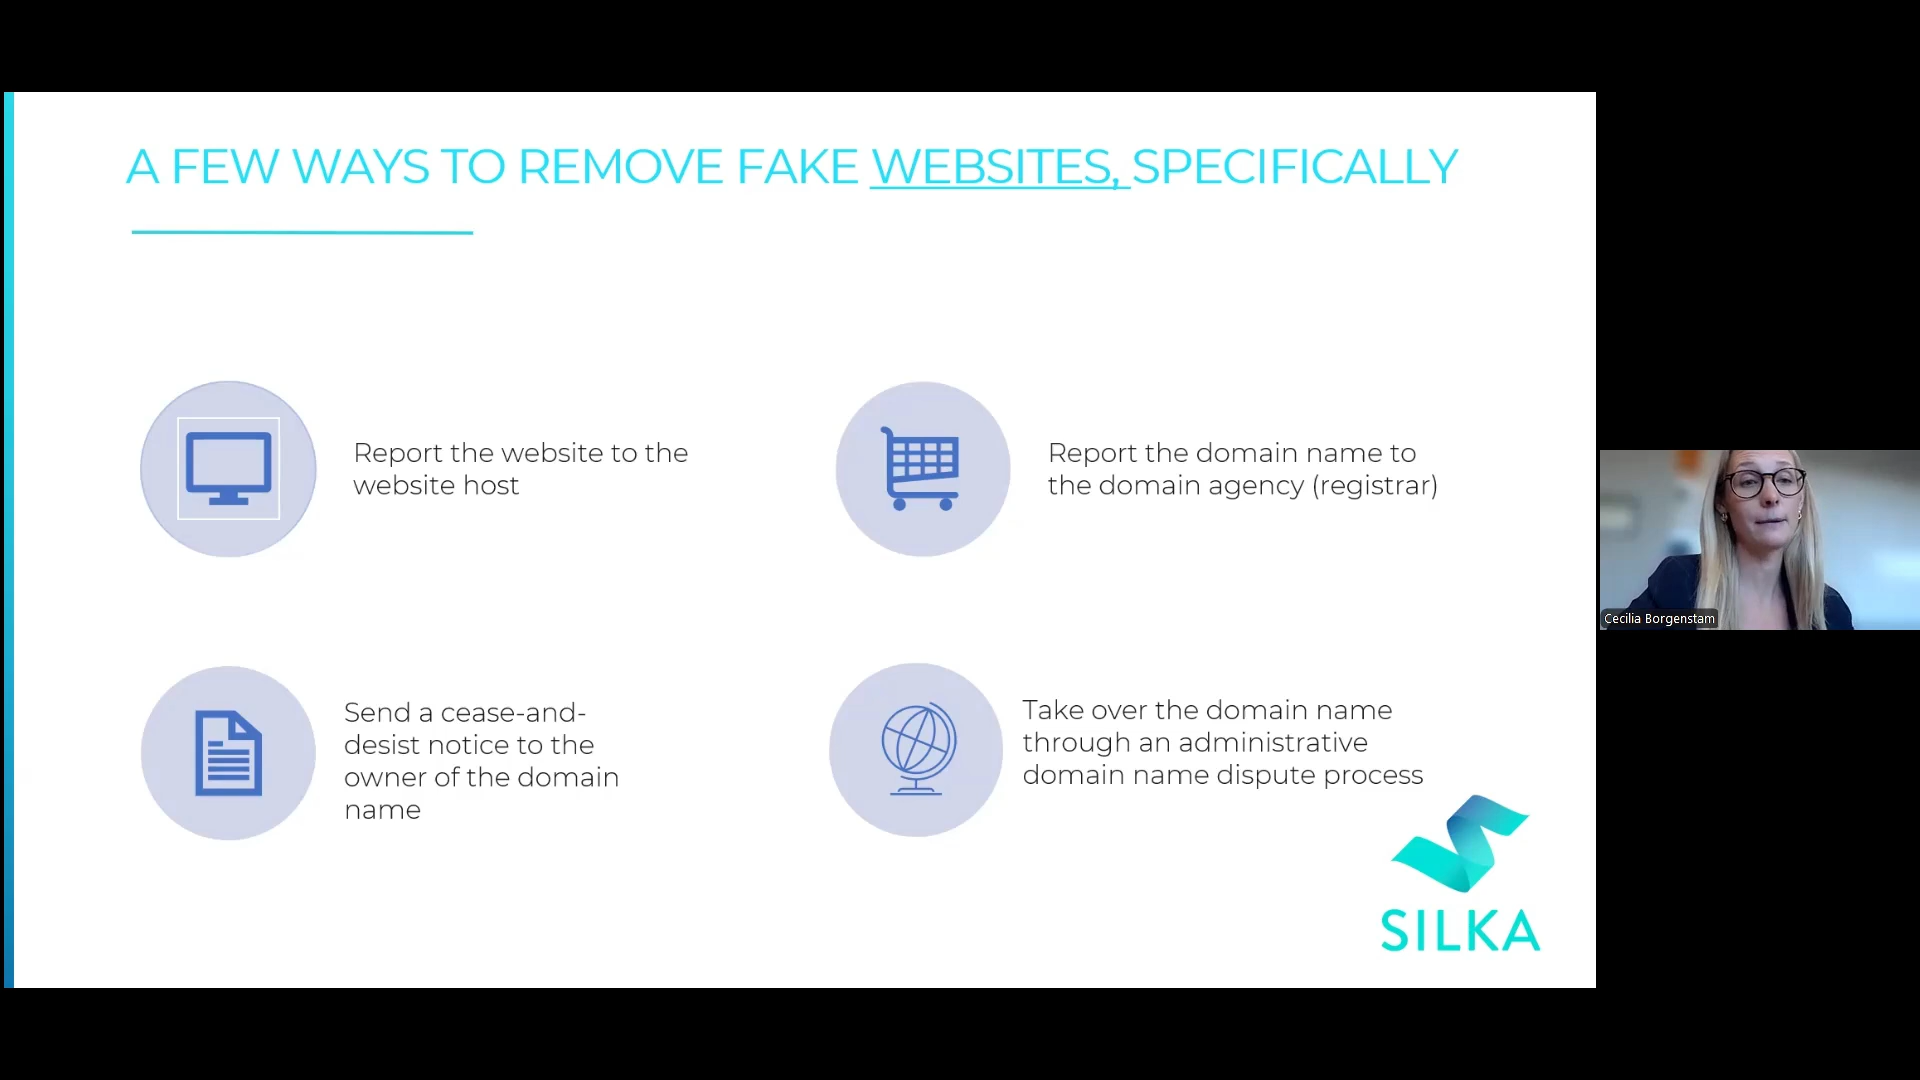 A FEW WAYS TO REMOVE FAKE WEBSITES, SPECIFICALLY
Report the website to the
website host
Report the domain name to
the domain agency (registrar)
Send a cease-and-
desist notice to the
owner of the domain
name
Take over the domain name
through an administrative
domain name dispute process
SILKA
Cecilia Borgenstam